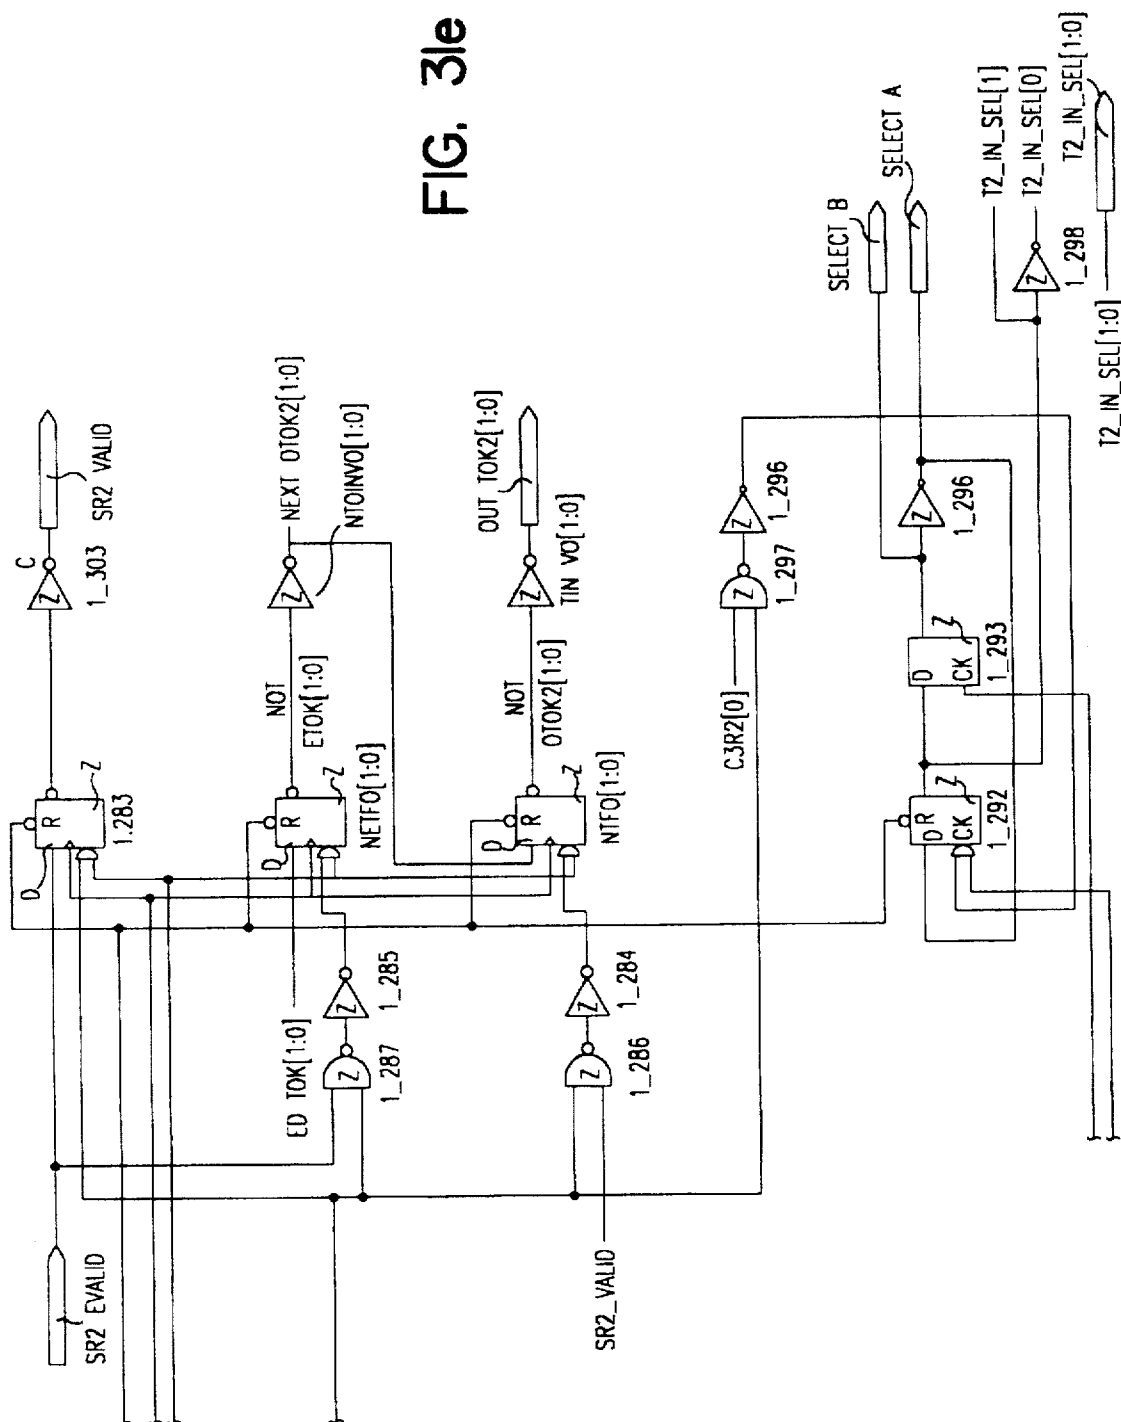 FIG. 3le
SR2 EVALID
D
R
Z
1.283
Z
C
1_303
SR2 VALID
ED TOK[1:0]
Z
1_287
Z
1_285
D
R
Z
NETFO[1:0]
NOT
ETOK[1:0]
Z
NEXT OTOK2[1:0]
NTOINVO[1:0]
SR2_VALID
Z
1_286
Z
1_284
D
R
Z
NTFO[1:0]
NOT
OTOK2[1:0]
Z
TIN VO[1:0]
OUT TOK2[1:0]
C3R2[0]
Z
1_297
Z
1_296
D R
CK
Z
1_292
D
CK
Z
1_293
Z
1_296
SELECT B
SELECT A
Z
1_298
T2_IN_SEL[1]
T2_IN_SEL[0]
T2_IN_SEL[1:0]
T2_IN_SEL[1:0]